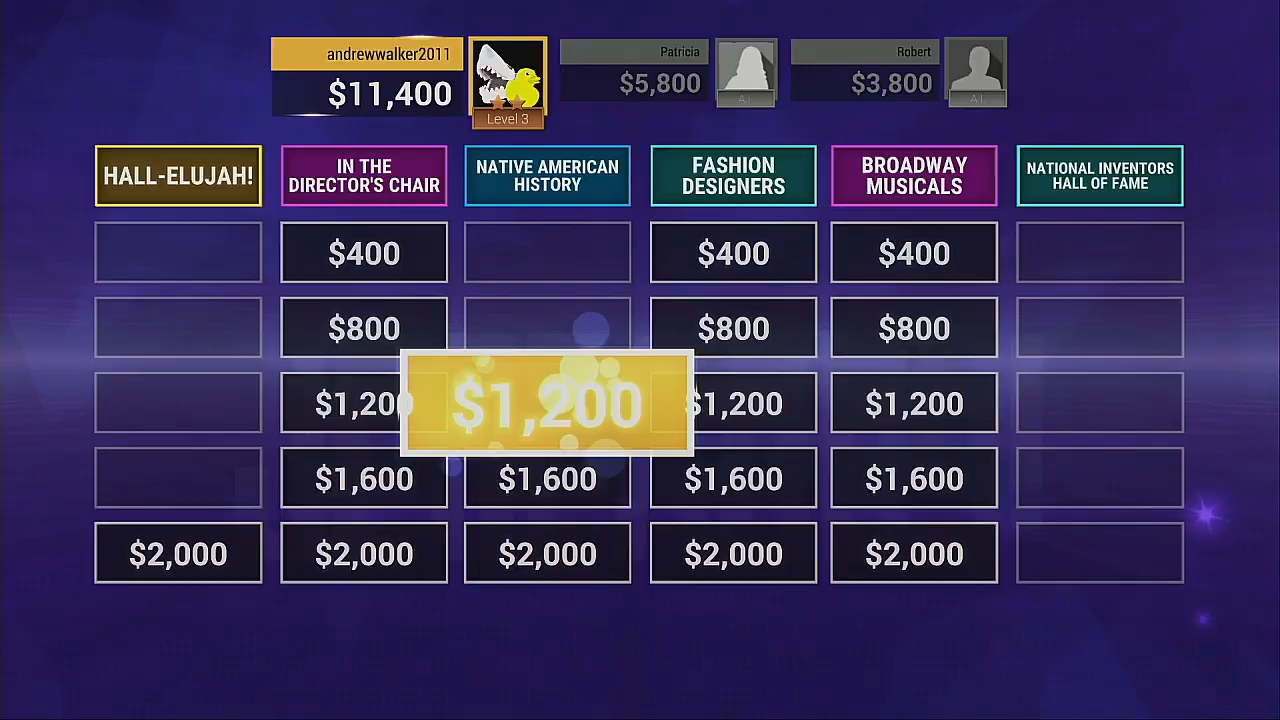 andrewwalker2011
$11,400
Level 3
Patricia
$5,800
A.I.
Robert
$3,800
A.I.
HALL-ELUJAH!
IN THE
DIRECTOR'S CHAIR
NATIVE AMERICAN
HISTORY
FASHION
DESIGNERS
BROADWAY
MUSICALS
NATIONAL INVENTORS
HALL OF FAME
$400
$400
$400
$800
$800
$800
$1,200
$1,200
$1,200
$1,200
$1,600
$1,600
$1,600
$1,600
$2,000
$2,000
$2,000
$2,000
$2,000